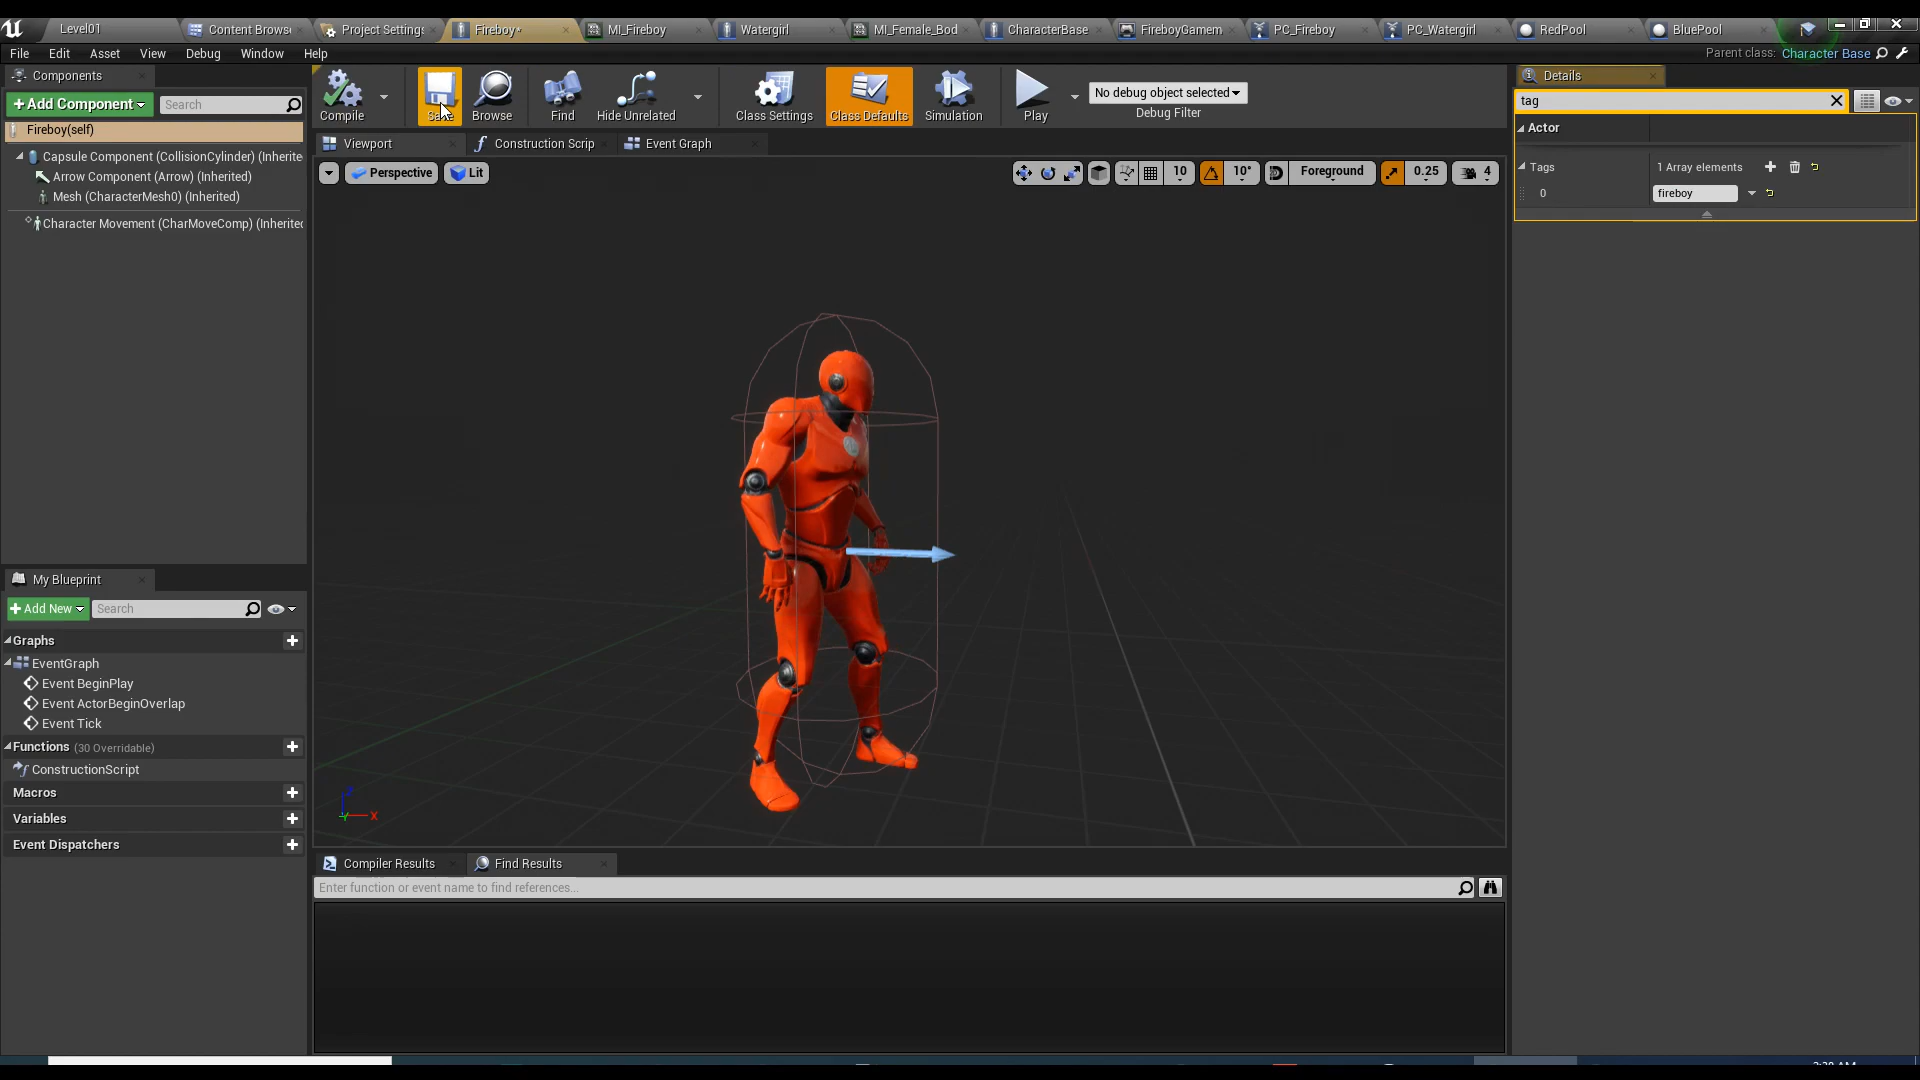 Level01 Content Browse Project Settings Fireboy* MI_Fireboy Watergirl MI_Female_Bod CharacterBase FireboyGamem PC_Fireboy PC_Watergirl RedPool BluePool
File Edit Asset View Debug Window Help Parent class: Character Base
Components
+Add Component Search
Fireboy(self)
Capsule Component (CollisionCylinder) (Inherite
Arrow Component (Arrow) (Inherited)
Mesh (CharacterMesh0) (Inherited)
Character Movement (CharMoveComp) (Inherited
Compile Save Browse Find Hide Unrelated Class Settings Class Defaults Simulation Play
No debug object selected
Debug Filter
Viewport Construction Scrip Event Graph
Perspective Lit 10 10° Foreground 0.25 4
Details
tag
Actor
Tags 1 Array elements
0 fireboy
My Blueprint
+Add New Search
Graphs
EventGraph
Event BeginPlay
Event ActorBeginOverlap
Event Tick
Functions (30 Overridable)
ConstructionScript
Macros
Variables
Event Dispatchers
Z
X
Compiler Results Find Results
Enter function or event name to find references...